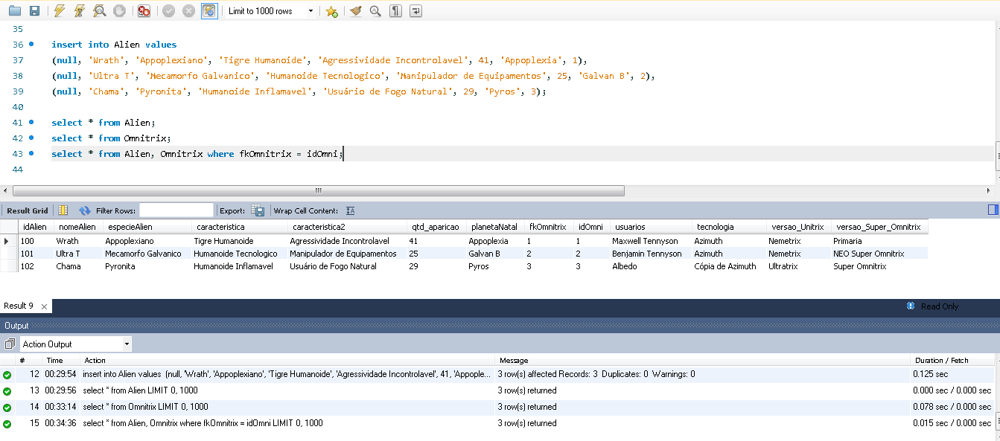 Limit to 1000 rows
35
36 insert into Alien values
37 (null, 'Wrath', 'Appoplexiano', 'Tigre Humanoide', 'Agressividade Incontrolavel', 41, 'Appoplexia', 1),
38 (null, 'Ultra T', 'Mecamorfo Galvanico', 'Humanoide Tecnologico', 'Manipulador de Equipamentos', 25, 'Galvan B', 2),
39 (null, 'Chama', 'Pyronita', 'Humanoide Inflamavel', 'Usuário de Fogo Natural', 29, 'Pyros', 3);
40
41 select * from Alien;
42 select * from Omnitrix;
43 select * from Alien, Omnitrix where fkOmnitrix = idOmni;
44
Result Grid Filter Rows: Export: Wrap Cell Content:
idAlien nomeAlien especieAlien caracteristica caracteristica2 qtd_aparicao planetaNatal fkOmnitrix idOmni usuarios tecnologia versao_Unitrix versao_Super_Omnitrix
100 Wrath Appoplexiano Tigre Humanoide Agressividade Incontrolavel 41 Appoplexia 1 1 Maxwell Tennyson Azimuth Nemetrix Primaria
101 Ultra T Mecamorfo Galvanico Humanoide Tecnologico Manipulador de Equipamentos 25 Galvan B 2 2 Benjamin Tennyson Azimuth Nemetrix NEO Super Omnitrix
102 Chama Pyronita Humanoide Inflamavel Usuário de Fogo Natural 29 Pyros 3 3 Albedo Cópia de Azimuth Ultratrix Super Omnitrix
Result 9 Read Only
Output
Action Output
# Time Action Message Duration / Fetch
12 00:29:54 insert into Alien values (null, 'Wrath', 'Appoplexiano', 'Tigre Humanoide', 'Agressividade Incontrolavel', 41, 'Appople... 3 row(s) affected Records: 3 Duplicates: 0 Warnings: 0 0.125 sec
13 00:29:56 select * from Alien LIMIT 0, 1000 3 row(s) returned 0.000 sec / 0.000 sec
14 00:33:14 select * from Omnitrix LIMIT 0, 1000 3 row(s) returned 0.078 sec / 0.000 sec
15 00:34:36 select * from Alien, Omnitrix where fkOmnitrix = idOmni LIMIT 0, 1000 3 row(s) returned 0.015 sec / 0.000 sec